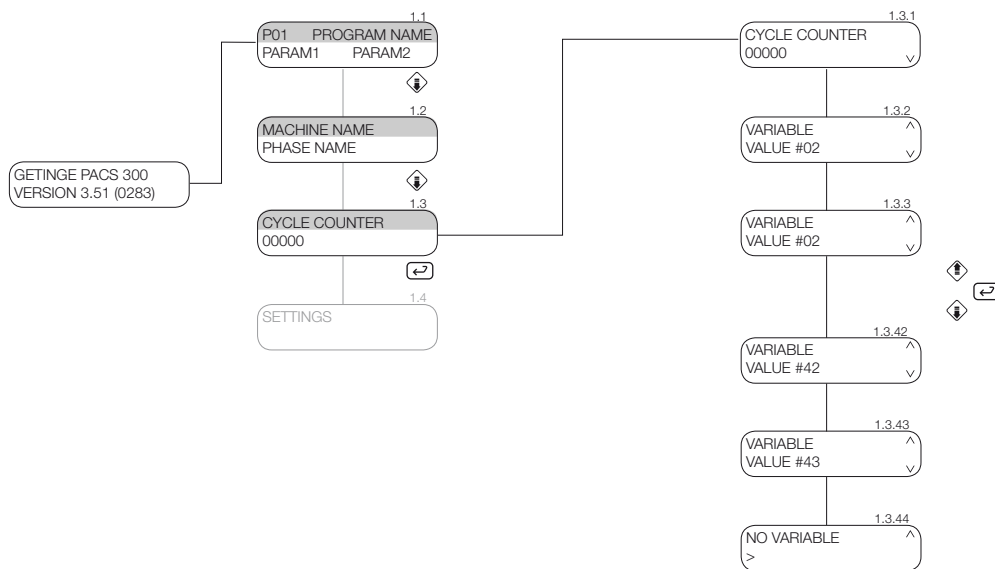 GETINGE PACS 300
VERSION 3.51 (0283)
1.1
P01 PROGRAM NAME
PARAM1 PARAM2
1.2
MACHINE NAME
PHASE NAME
1.3
CYCLE COUNTER
00000
1.4
SETTINGS
1.3.1
CYCLE COUNTER
00000
1.3.2
VARIABLE
VALUE #02
1.3.3
VARIABLE
VALUE #02
1.3.42
VARIABLE
VALUE #42
1.3.43
VARIABLE
VALUE #43
1.3.44
NO VARIABLE
>